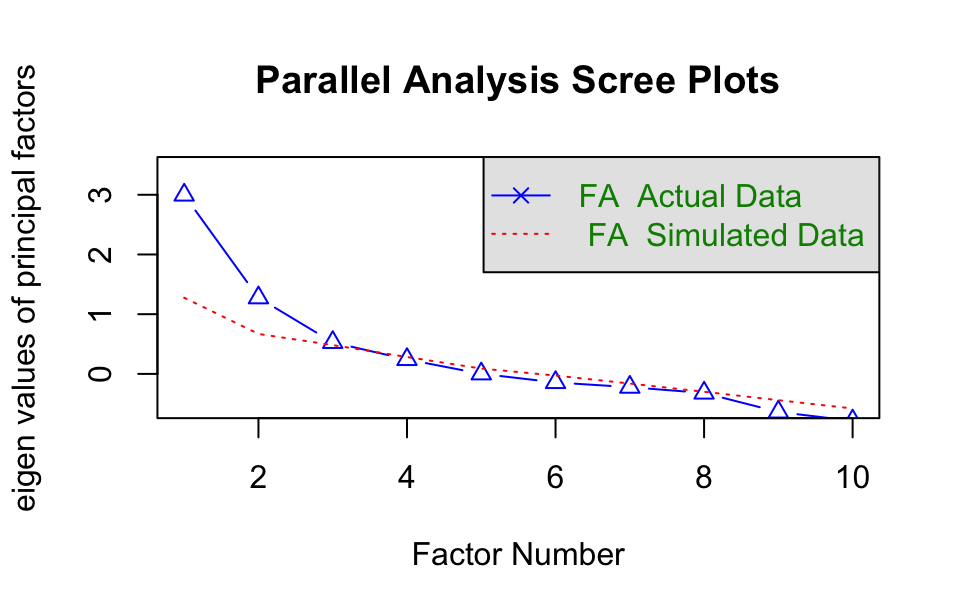 Parallel Analysis Scree Plots
eigen values of principal factors
3
2
1
0
FA Actual Data
FA Simulated Data
2 4 6 8 10
Factor Number